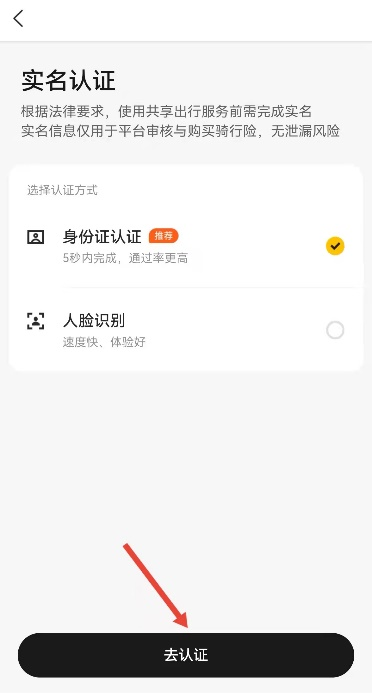 实名认证
根据法律要求，使用共享出行服务前需完成实名
实名信息仅用于平台审核与购买骑行险，无泄漏风险
选择认证方式
身份证认证 推荐
5秒内完成，通过率更高
人脸识别
速度快、体验好
去认证